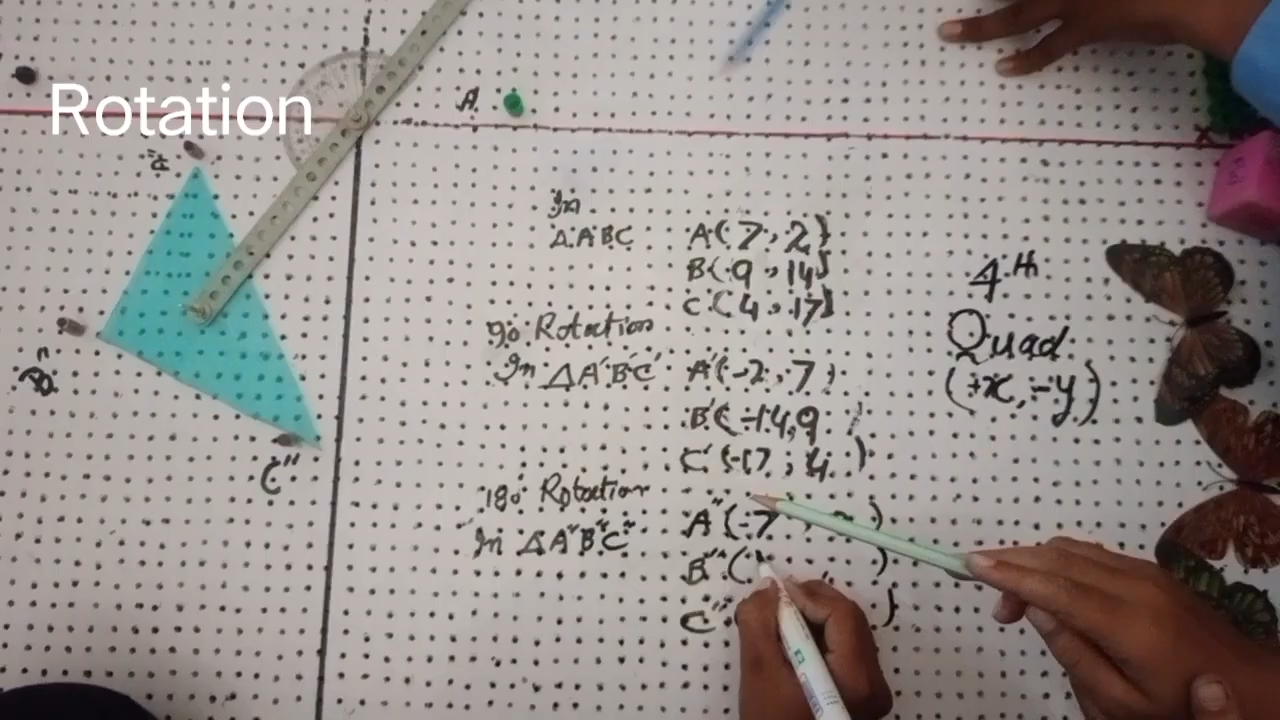 Rotation
A
A"
B"
C"
In
ΔABC A(7, 2)
B(9, 14)
C(4, 17)
90 Rotation
In ΔA'B'C' A'(-2, 7)
B'(-14, 9)
C'(-17, 4)
180 Rotation
In ΔA"B"C" A"(-7, )
B"( )
C" )
4th
Quad
(+x, -y)
X